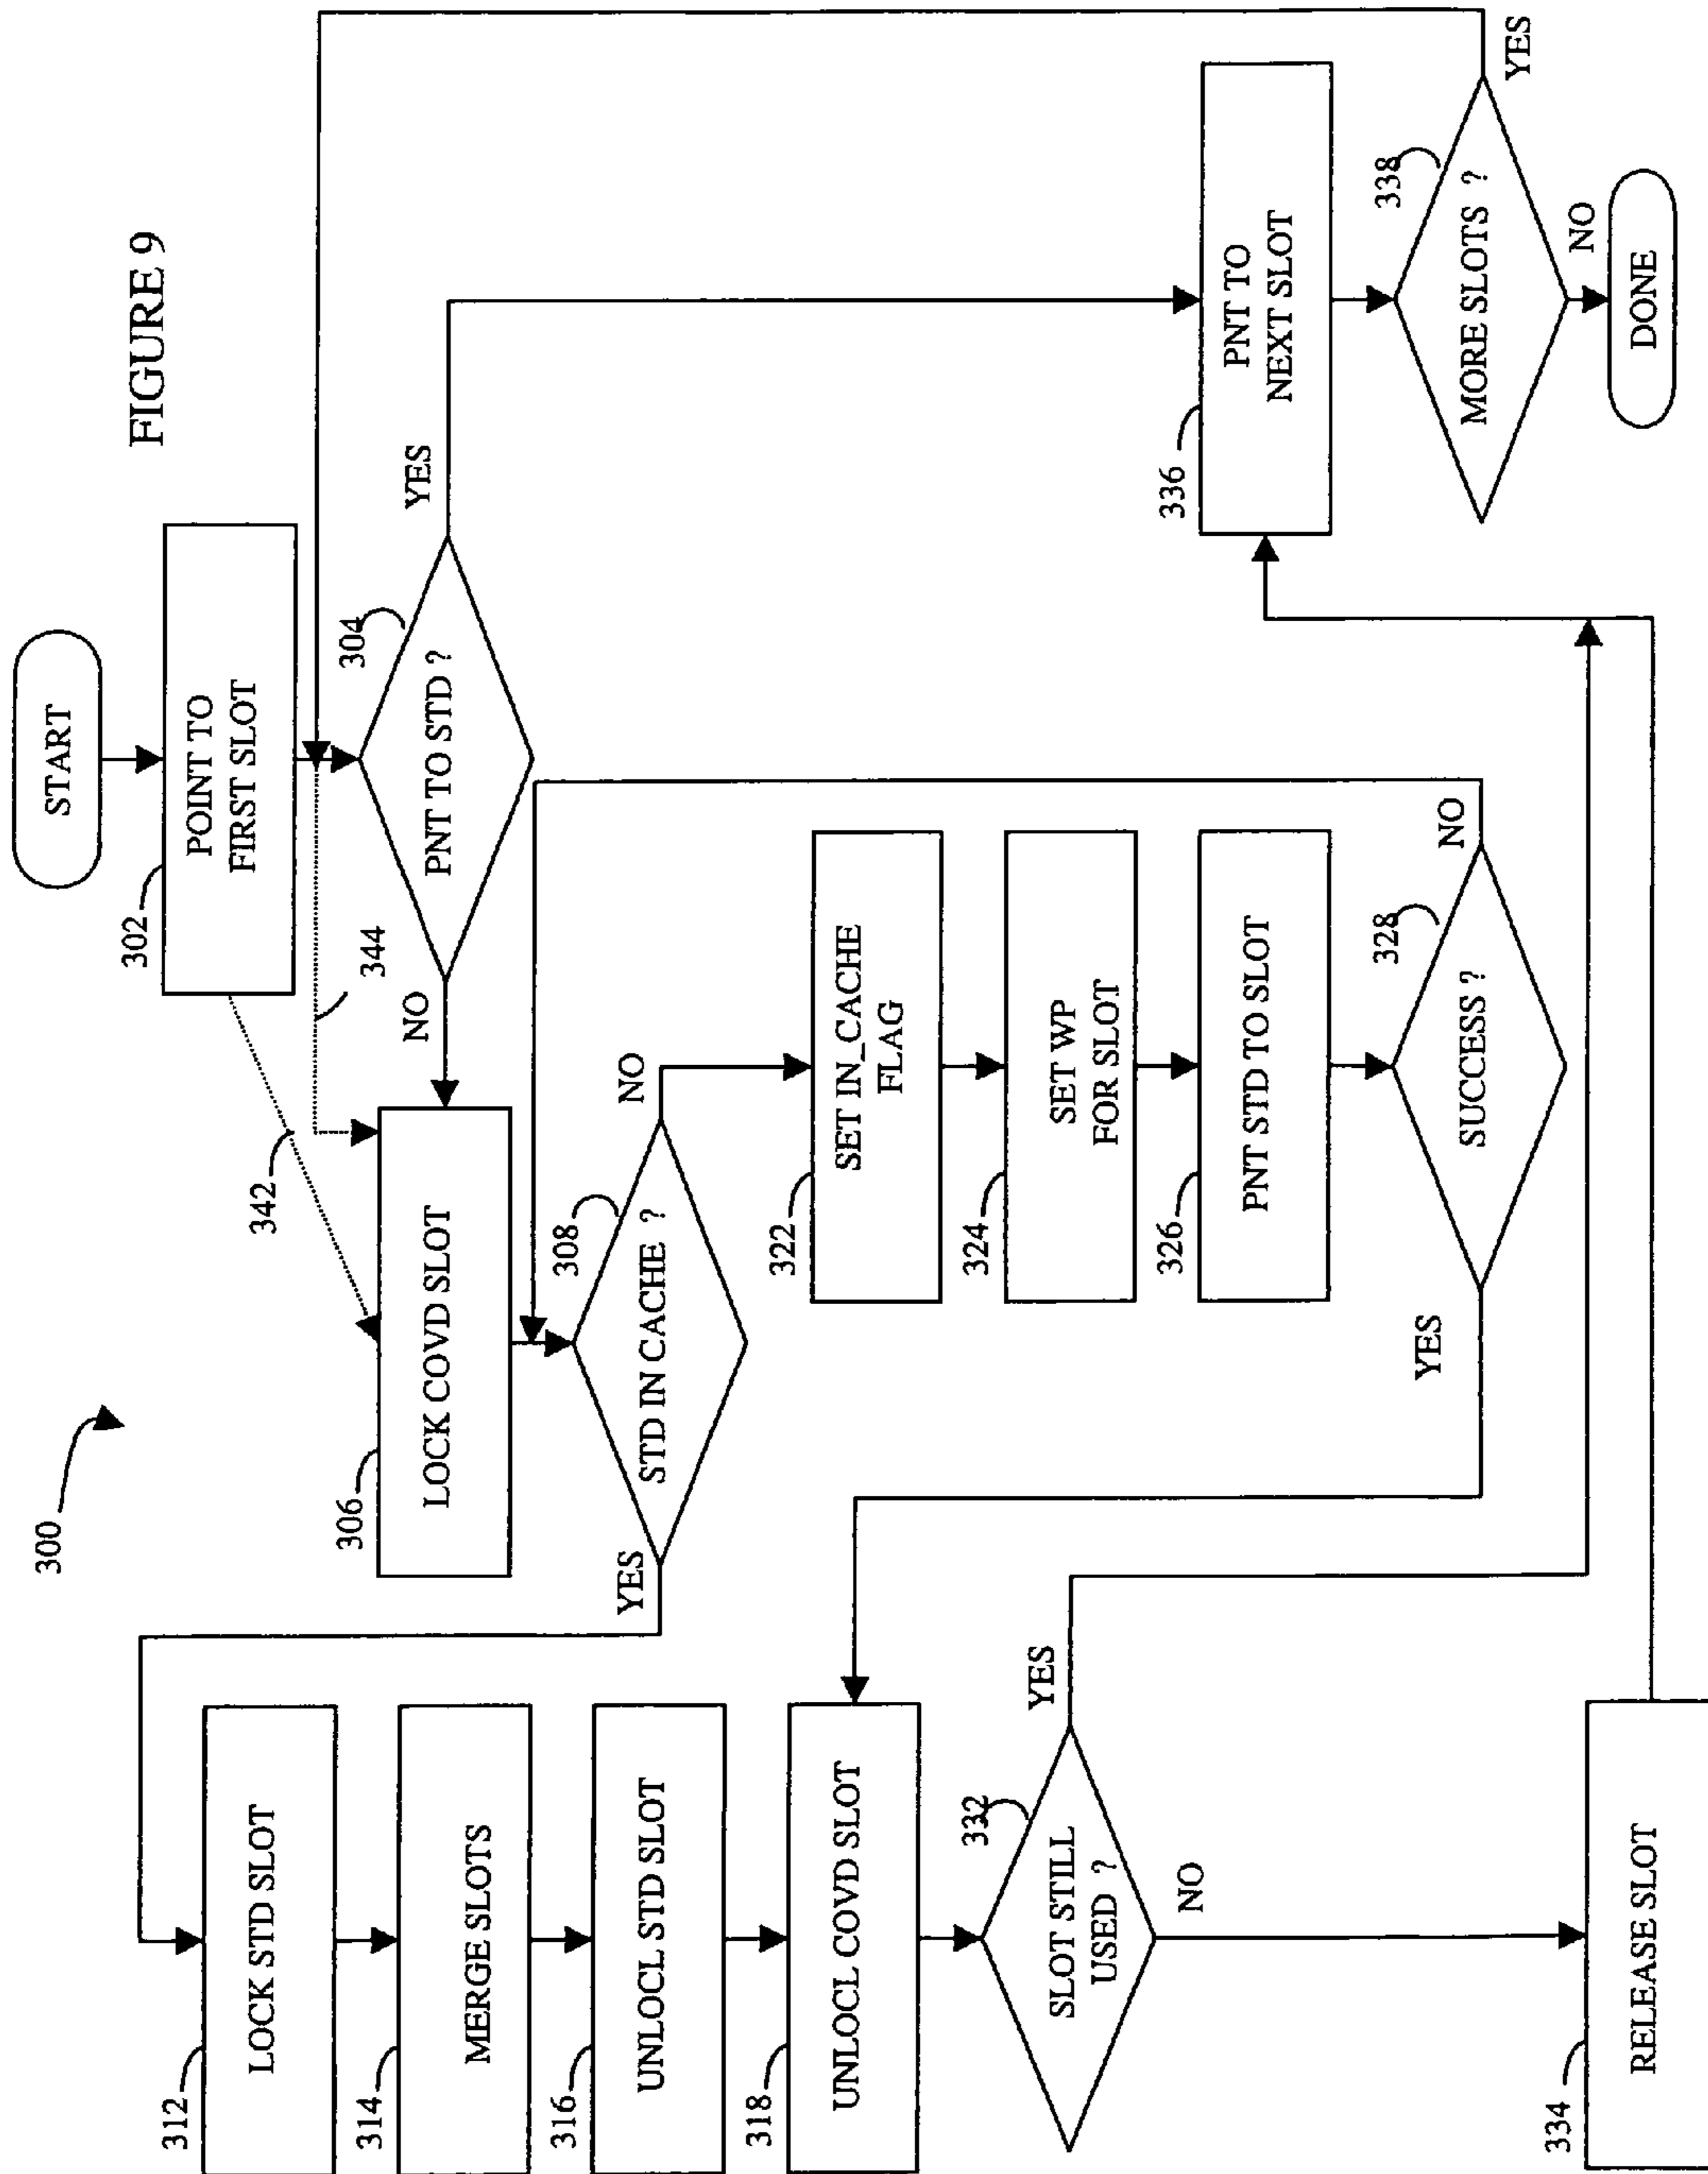 FIGURE 9
300
START
302
POINT TO
FIRST SLOT
342
344
304
PNT TO STD ?
NO
YES
306
LOCK COVD SLOT
308
STD IN CACHE ?
YES
NO
312
LOCK STD SLOT
314
MERGE SLOTS
316
UNLOCL STD SLOT
318
UNLOCL COVD SLOT
322
SET IN_CACHE
FLAG
324
SET WP
FOR SLOT
326
PNT STD TO SLOT
328
SUCCESS ?
YES
NO
332
SLOT STILL
USED ?
YES
NO
334
RELEASE SLOT
336
PNT TO
NEXT SLOT
338
MORE SLOTS ?
YES
NO
DONE